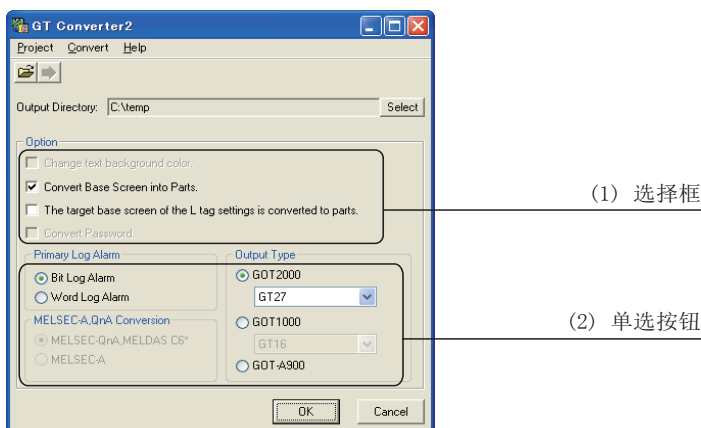 GT Converter2
Project Convert Help
Output Directory: C:\temp Select
Option
Change text background color.
Convert Base Screen into Parts.
The target base screen of the L tag settings is converted to parts.
Convert Password.
(1) 选择框
Primary Log Alarm
Bit Log Alarm
Word Log Alarm
MELSEC-A,QnA Conversion
MELSEC-QnA,MELDAS C6*
MELSEC-A
Output Type
GOT2000
GT27
GOT1000
GT16
GOT-A900
(2) 单选按钮
OK Cancel